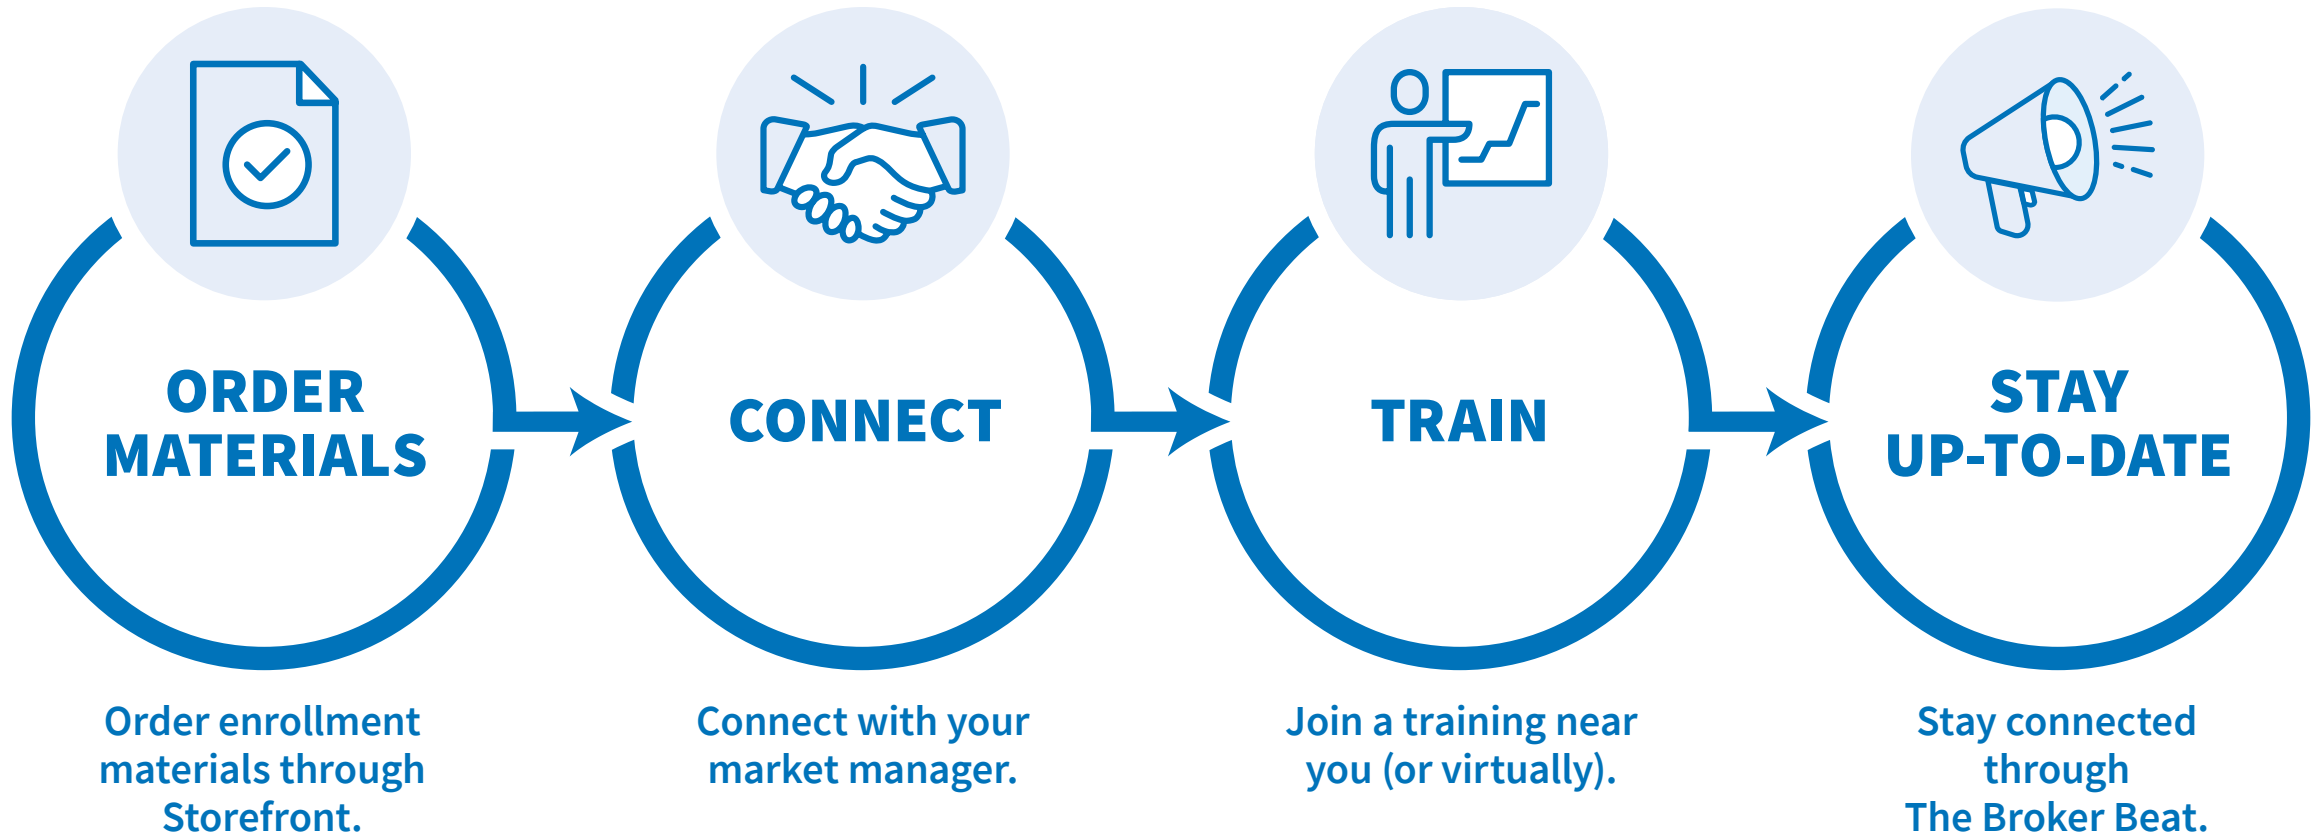 ORDER
MATERIALS
CONNECT
TRAIN
STAY
UP-TO-DATE
Order enrollment
materials through
Storefront.
Connect with your
market manager.
Join a training near
you (or virtually).
Stay connected
through
The Broker Beat.